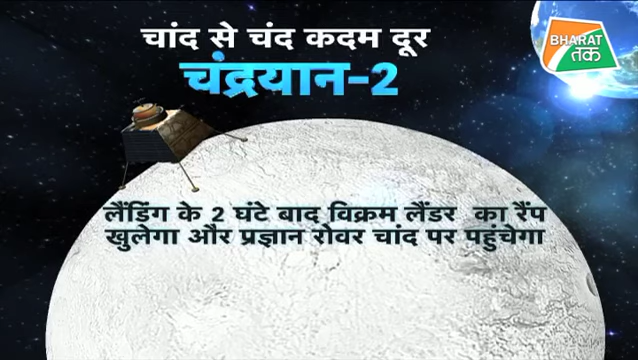 चांद से चंद कदम दूर
BHARAT
तक
चंद्रयान-2
लैंडिंग के 2 घंटे बाद विक्रम लैंडर का रैंप
खुलेगा और प्रज्ञान रोवर चांद पर पहुंचेगा